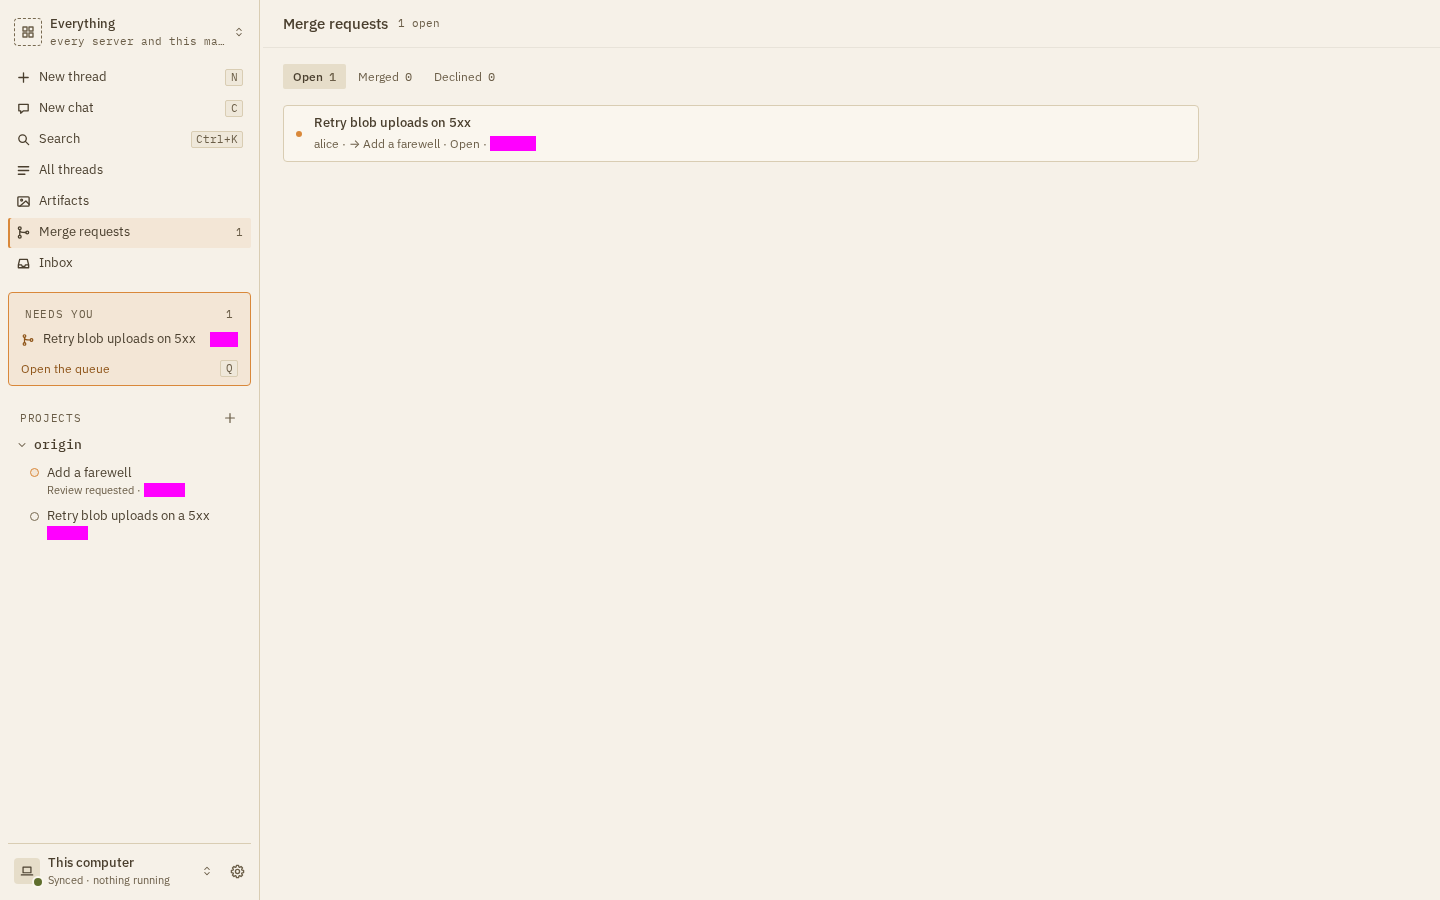 Everything
every server and this ma…
New thread N
New chat C
Search Ctrl+K
All threads
Artifacts
Merge requests 1
Inbox
NEEDS YOU 1
Retry blob uploads on 5xx
Open the queue Q
PROJECTS
origin
Add a farewell
Review requested ·
Retry blob uploads on a 5xx
This computer
Synced · nothing running
Merge requests 1 open
Open 1 Merged 0 Declined 0
Retry blob uploads on 5xx
alice · → Add a farewell · Open ·